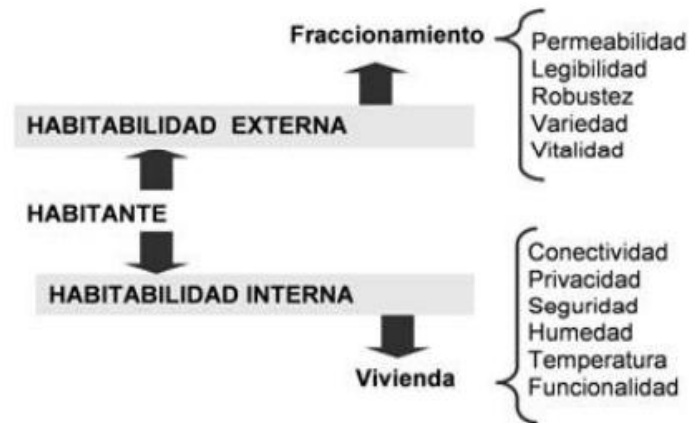 Fraccionamiento
Permeabilidad
Legibilidad
Robustez
Variedad
Vitalidad
HABITABILIDAD EXTERNA
HABITANTE
HABITABILIDAD INTERNA
Conectividad
Privacidad
Seguridad
Humedad
Temperatura
Funcionalidad
Vivienda